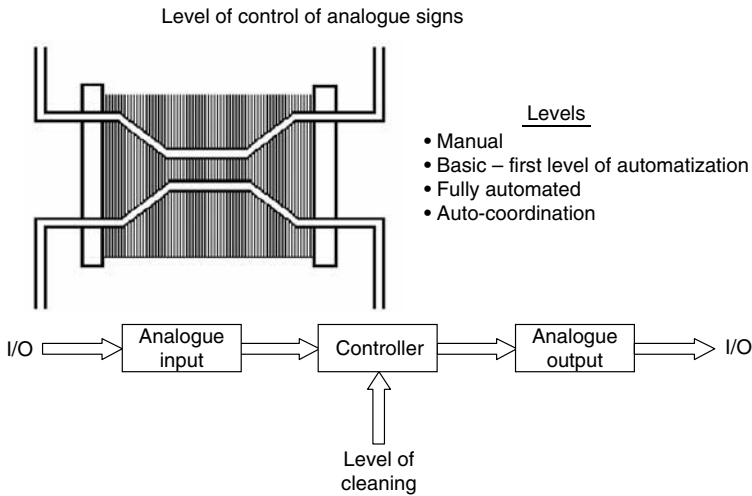 Level of control of analogue signs
Levels
• Manual
• Basic – first level of automatization
• Fully automated
• Auto-coordination
I/O
Analogue
input
Controller
Analogue
output
I/O
Level of
cleaning